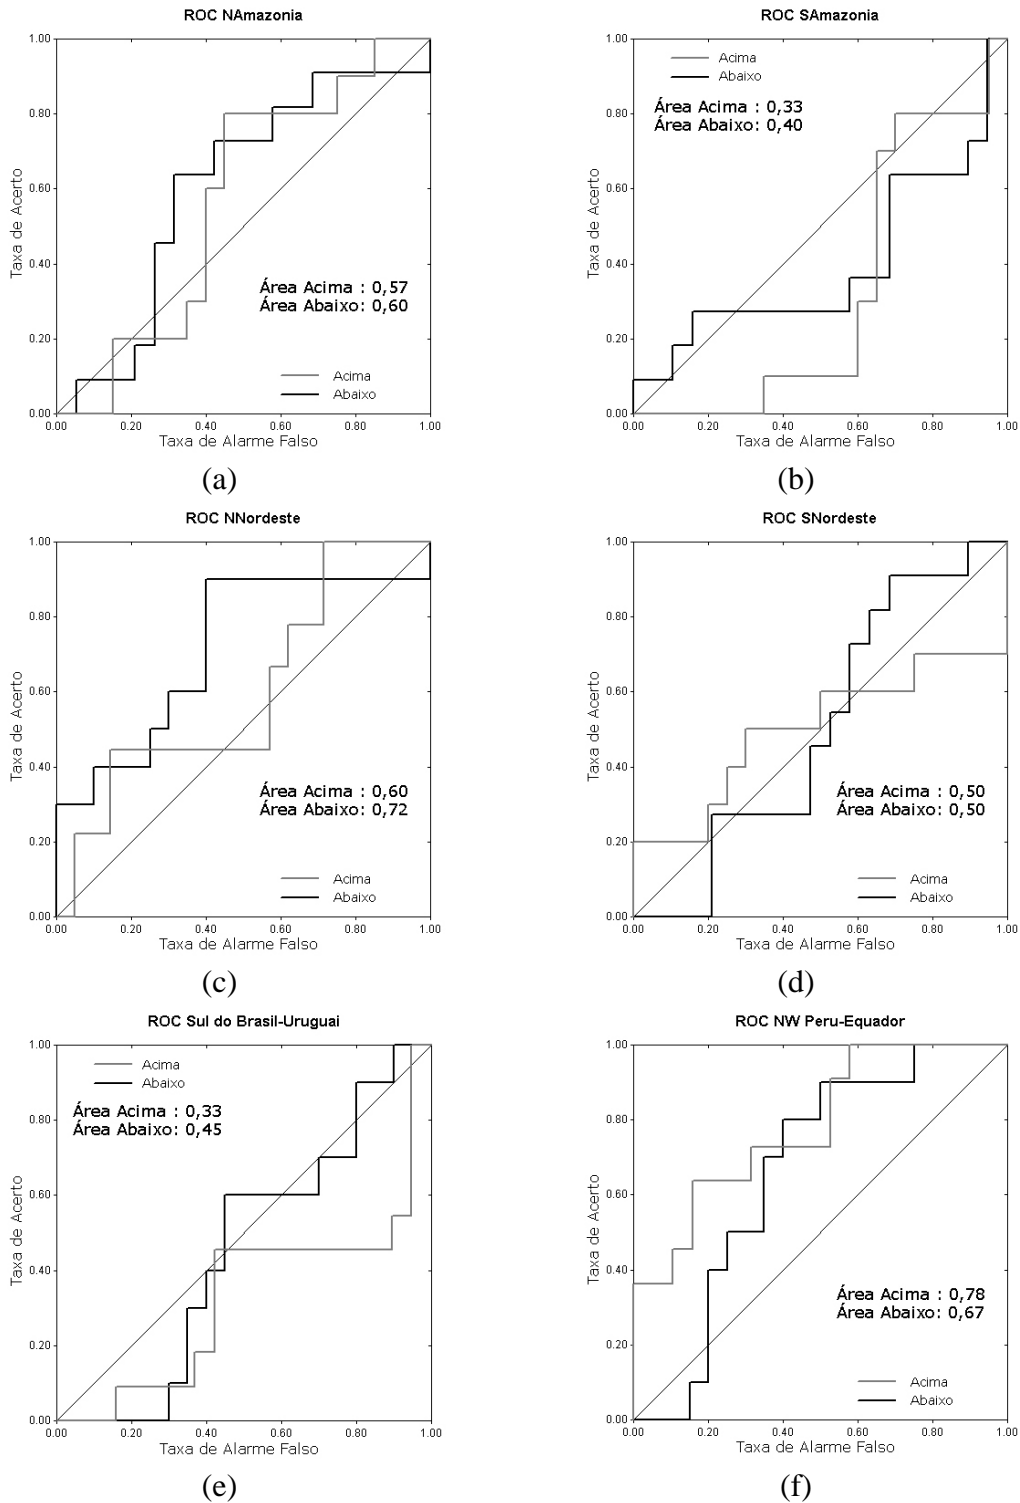 ROC NAmazonia
1.00
0.80
0.60
0.40
0.20
0.00
Taxa de Acerto
Área Acima : 0,57
Área Abaixo: 0,60
Acima
Abaixo
0.00 0.20 0.40 0.60 0.80 1.00
Taxa de Alarme Falso
(a)
ROC SAmazonia
1.00
0.80
0.60
0.40
0.20
0.00
Taxa de Acerto
Acima
Abaixo
Área Acima : 0,33
Área Abaixo: 0,40
0.00 0.20 0.40 0.60 0.80 1.00
Taxa de Alarme Falso
(b)
ROC NNordeste
1.00
0.80
0.60
0.40
0.20
0.00
Taxa de Acerto
Área Acima : 0,60
Área Abaixo: 0,72
Acima
Abaixo
0.00 0.20 0.40 0.60 0.80 1.00
Taxa de Alarme Falso
(c)
ROC SNordeste
1.00
0.80
0.60
0.40
0.20
0.00
Taxa de Acerto
Área Acima : 0,50
Área Abaixo: 0,50
Acima
Abaixo
0.00 0.20 0.40 0.60 0.80 1.00
Taxa de Alarme Falso
(d)
ROC Sul do Brasil-Uruguai
1.00
0.80
0.60
0.40
0.20
0.00
Taxa de Acerto
Acima
Abaixo
Área Acima : 0,33
Área Abaixo: 0,45
0.00 0.20 0.40 0.60 0.80 1.00
Taxa de Alarme Falso
(e)
ROC NW Peru-Equador
1.00
0.80
0.60
0.40
0.20
0.00
Taxa de Acerto
Área Acima : 0,78
Área Abaixo: 0,67
Acima
Abaixo
0.00 0.20 0.40 0.60 0.80 1.00
Taxa de Alarme Falso
(f)